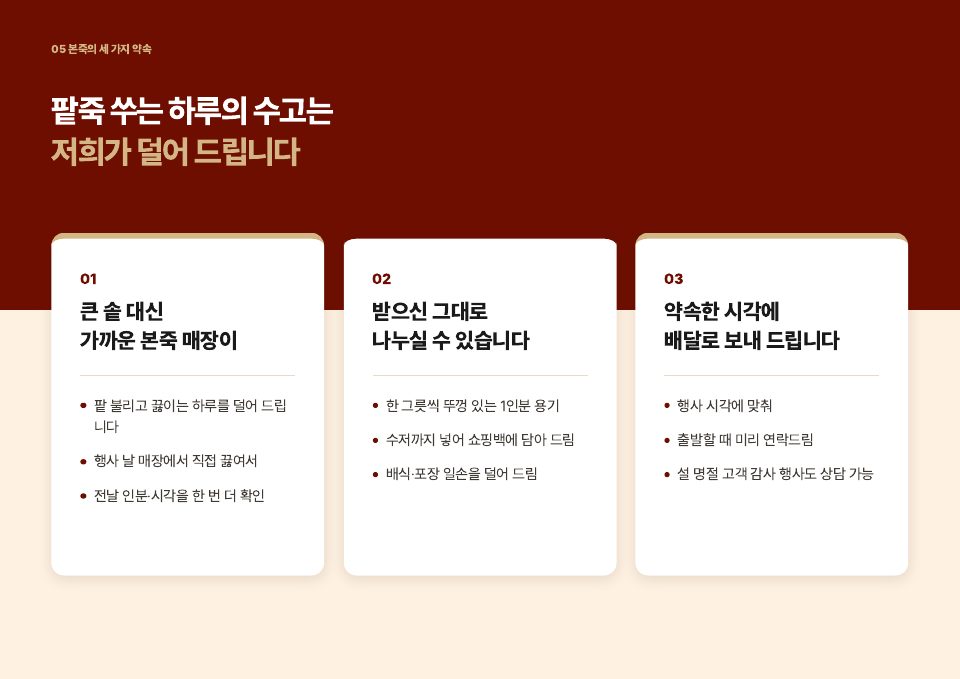 05 본죽의 세 가지 약속
팥죽 쑤는 하루의 수고는
저희가 덜어 드립니다
01
큰 솥 대신
가까운 본죽 매장이
• 팥 불리고 끓이는 하루를 덜어 드립
니다
• 행사 날 매장에서 직접 끓여서
• 전날 인분·시각을 한 번 더 확인
02
받으신 그대로
나누실 수 있습니다
• 한 그릇씩 뚜껑 있는 1인분 용기
• 수저까지 넣어 쇼핑백에 담아 드림
• 배식·포장 일손을 덜어 드림
03
약속한 시각에
배달로 보내 드립니다
• 행사 시각에 맞춰
• 출발할 때 미리 연락드림
• 설 명절 고객 감사 행사도 상담 가능